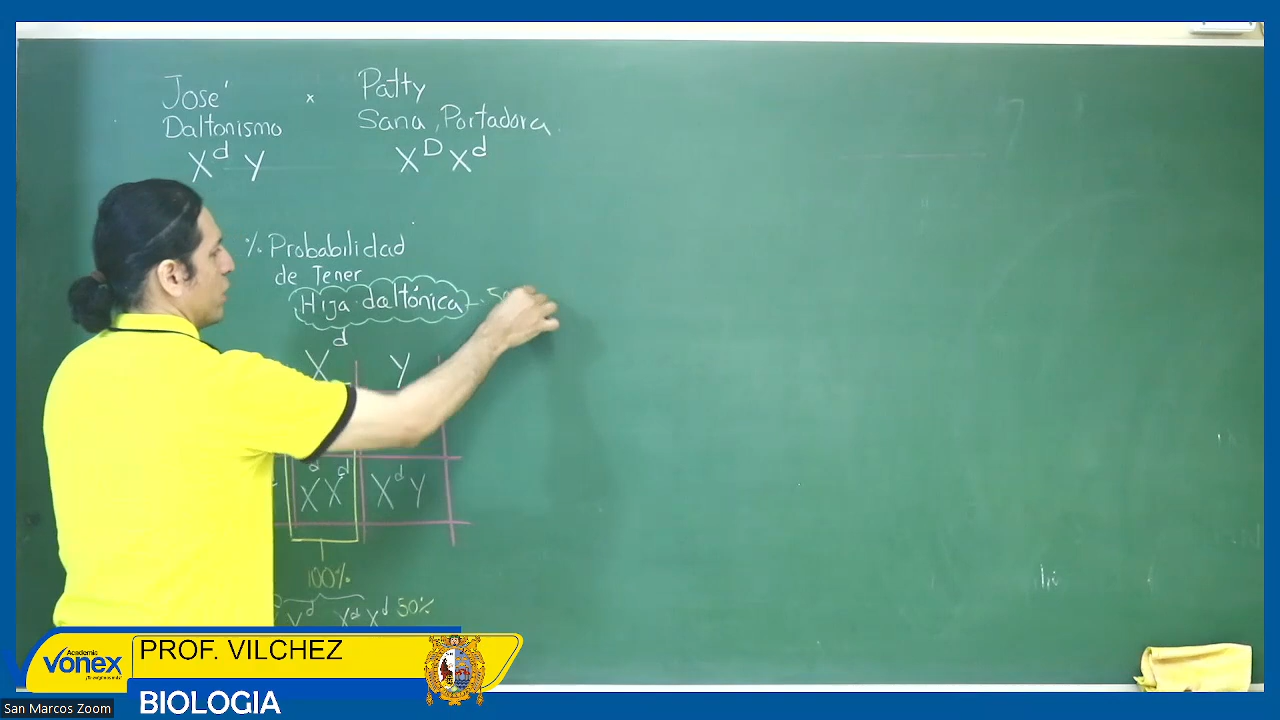 José x Patty
Daltonismo Sana, Portadora
X^d Y X^D X^d
% Probabilidad
de Tener
Hija daltónica
d
X Y
X^d X^d X^d Y
100%
X^d X^d 50%
Academia
vonex
PROF. VILCHEZ
BIOLOGIA
San Marcos Zoom